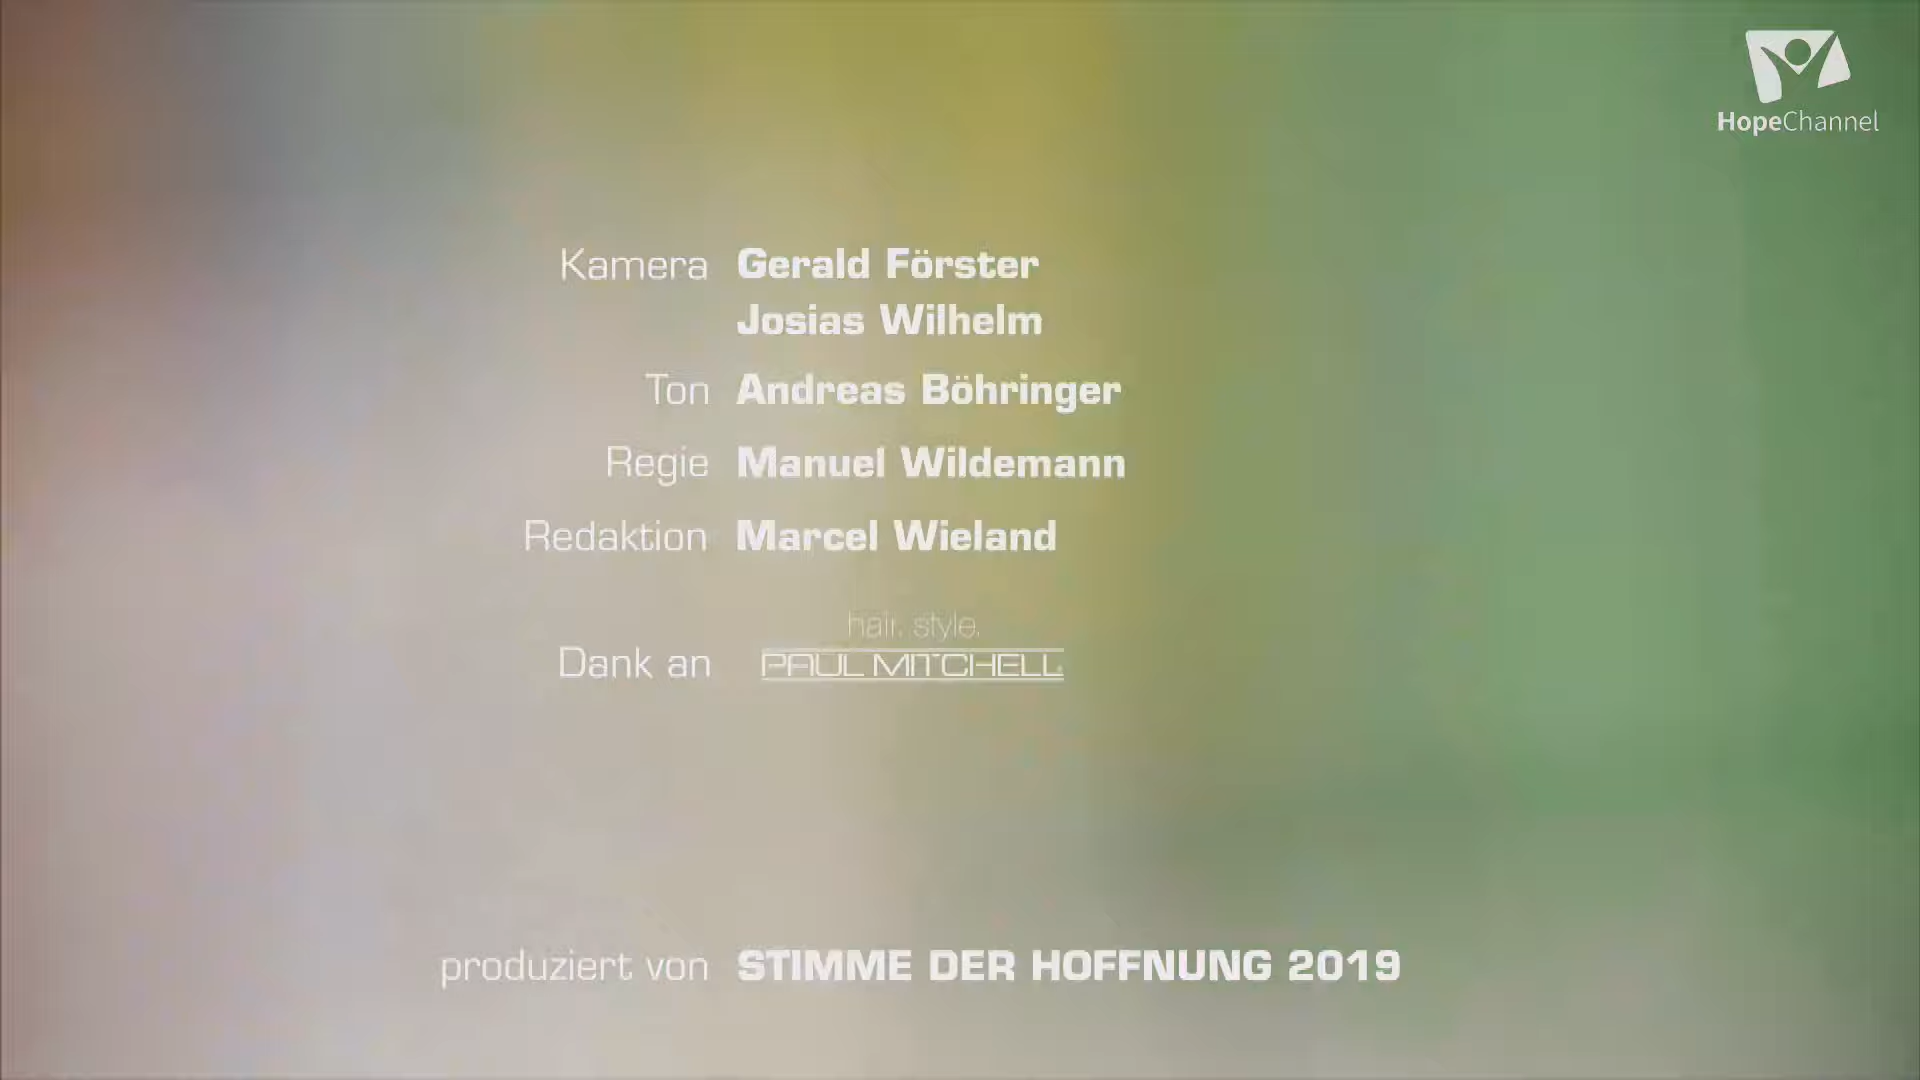 HopeChannel
Kamera Gerald Förster
Josias Wilhelm
Ton Andreas Böhringer
Regie Manuel Wildemann
Redaktion Marcel Wieland
hair. style.
Dank an PAUL MITCHELL
produziert von STIMME DER HOFFNUNG 2019